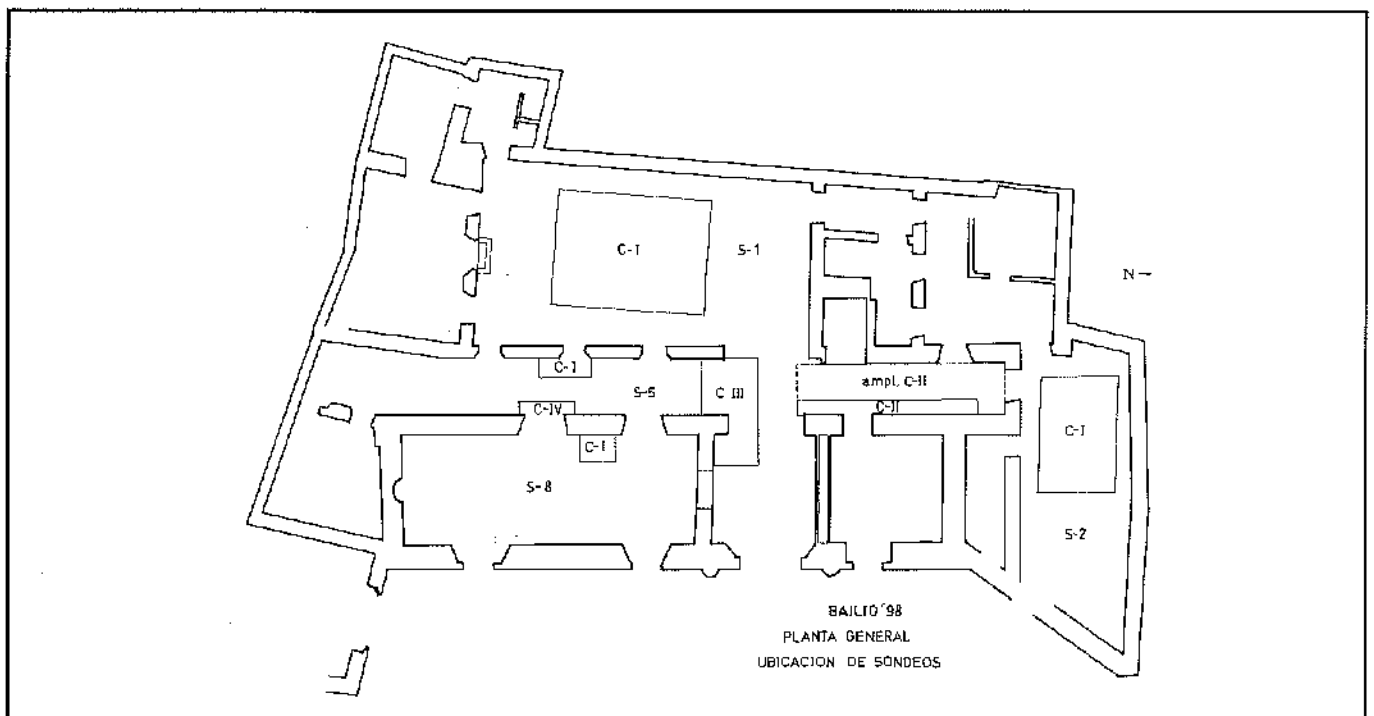 C-I
S-1
N→
C-I
S-5
C III
ampl. C-II
C-II
C-IV
C-I
C-I
S-8
S-2
BAILIO'98
PLANTA GENERAL
UBICACION DE SONDEOS